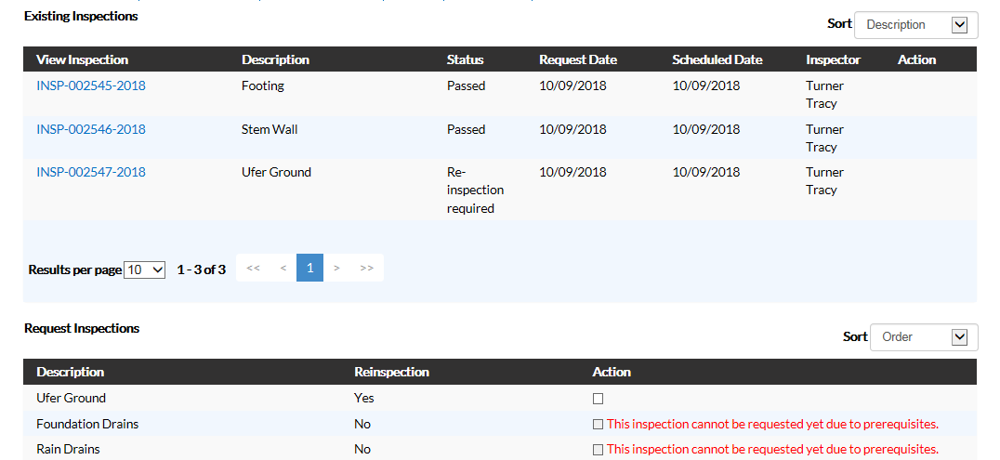 Existing Inspections
Sort Description
View Inspection Description Status Request Date Scheduled Date Inspector Action
INSP-002545-2018 Footing Passed 10/09/2018 10/09/2018 Turner
Tracy
INSP-002546-2018 Stem Wall Passed 10/09/2018 10/09/2018 Turner
Tracy
INSP-002547-2018 Ufer Ground Re- 10/09/2018 10/09/2018 Turner
inspection Tracy
required
Results per page 10 1 - 3 of 3 << < 1 > >>
Request Inspections
Sort Order
Description Reinspection Action
Ufer Ground Yes
Foundation Drains No This inspection cannot be requested yet due to prerequisites.
Rain Drains No This inspection cannot be requested yet due to prerequisites.